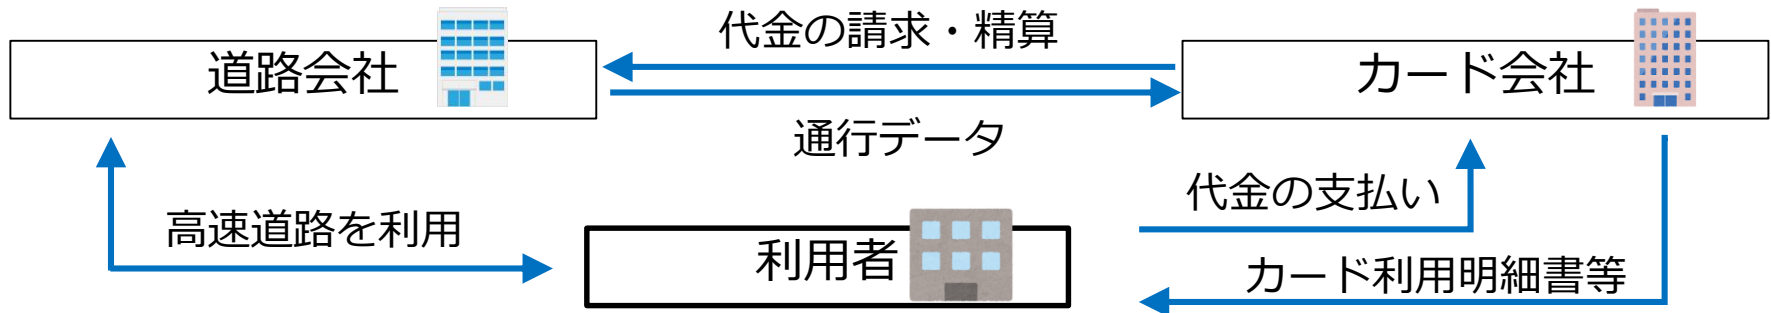 代金の請求・精算
道路会社
カード会社
通行データ
代金の支払い
高速道路を利用
利用者
カード利用明細書等